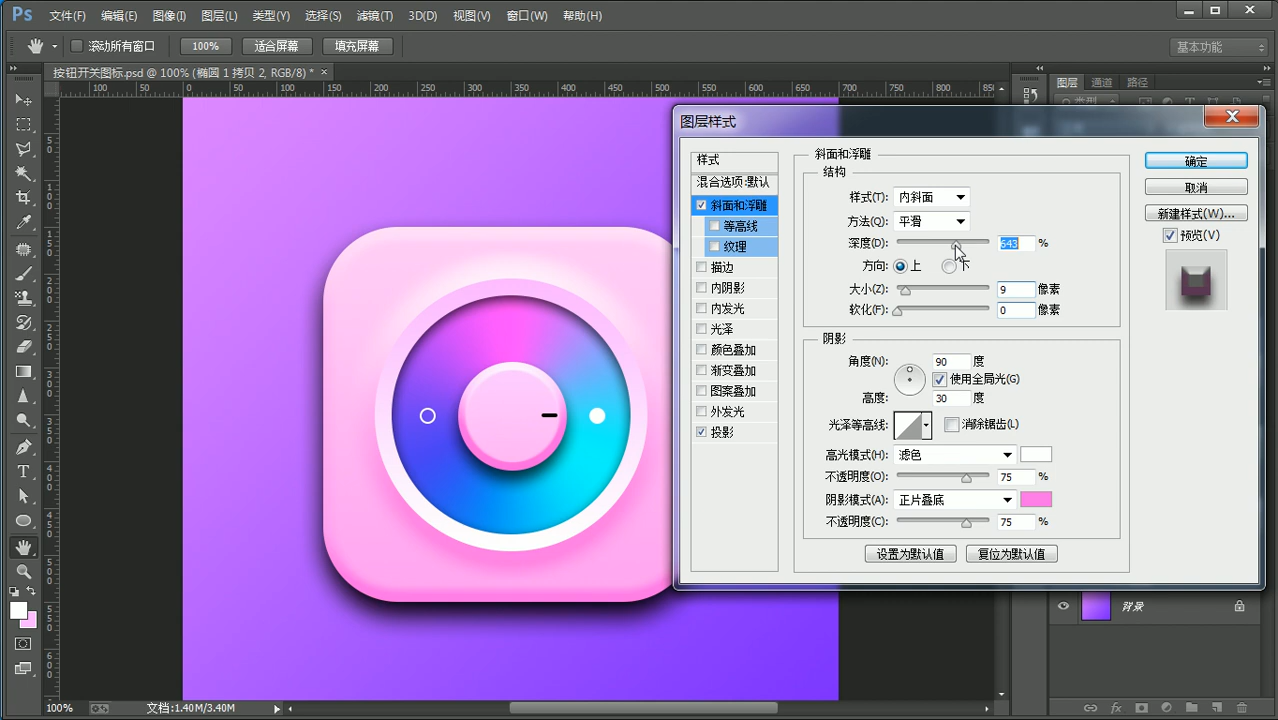 Ps 文件(F) 编辑(E) 图像(I) 图层(L) 类型(Y) 选择(S) 滤镜(T) 3D(D) 视图(V) 窗口(W) 帮助(H)
滚动所有窗口 100% 适合屏幕 填充屏幕 基本功能
按钮开关图标.psd @ 100% (椭圆 1 拷贝 2, RGB/8) * ×
图层 通道 路径
100 50 0 50 100 150 200 250 300 350 400 450 500 550 600 650 700 750 800 850
图层样式
样式
混合选项:默认
斜面和浮雕
等高线
纹理
描边
内阴影
内发光
光泽
颜色叠加
渐变叠加
图案叠加
外发光
投影
斜面和浮雕
结构
样式(T): 内斜面
方法(Q): 平滑
深度(D): 543 %
方向: 上 下
大小(Z): 9 像素
软化(F): 0 像素
阴影
角度(N): 90 度
使用全局光(G)
高度: 30 度
光泽等高线: 消除锯齿(L)
高光模式(H): 滤色
不透明度(O): 75 %
阴影模式(A): 正片叠底
不透明度(C): 75 %
设置为默认值 复位为默认值
确定
取消
新建样式(W)...
预览(V)
背景
100% 文档:1.40M/3.40M